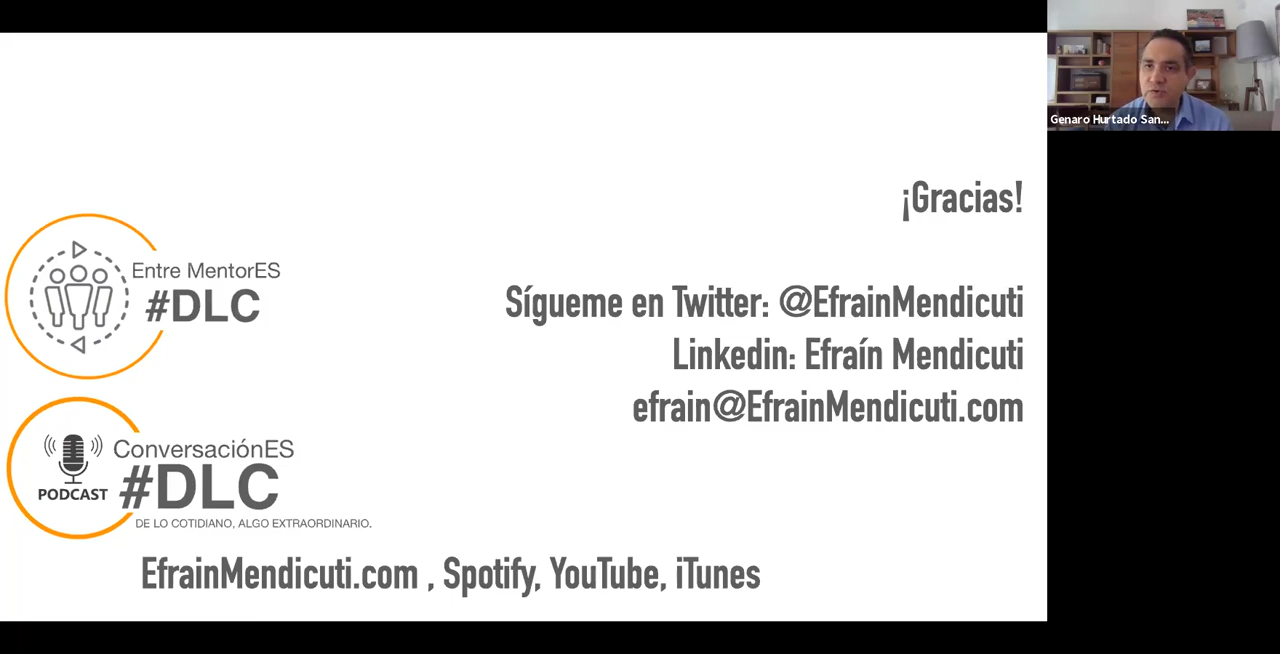 Genaro Hurtado San...
¡Gracias!
Sígueme en Twitter: @EfrainMendicuti
Linkedin: Efraín Mendicuti
efrain@EfrainMendicuti.com
Entre MentorES
#DLC
ConversaciónES
PODCAST #DLC
DE LO COTIDIANO, ALGO EXTRAORDINARIO.
EfrainMendicuti.com , Spotify, YouTube, iTunes